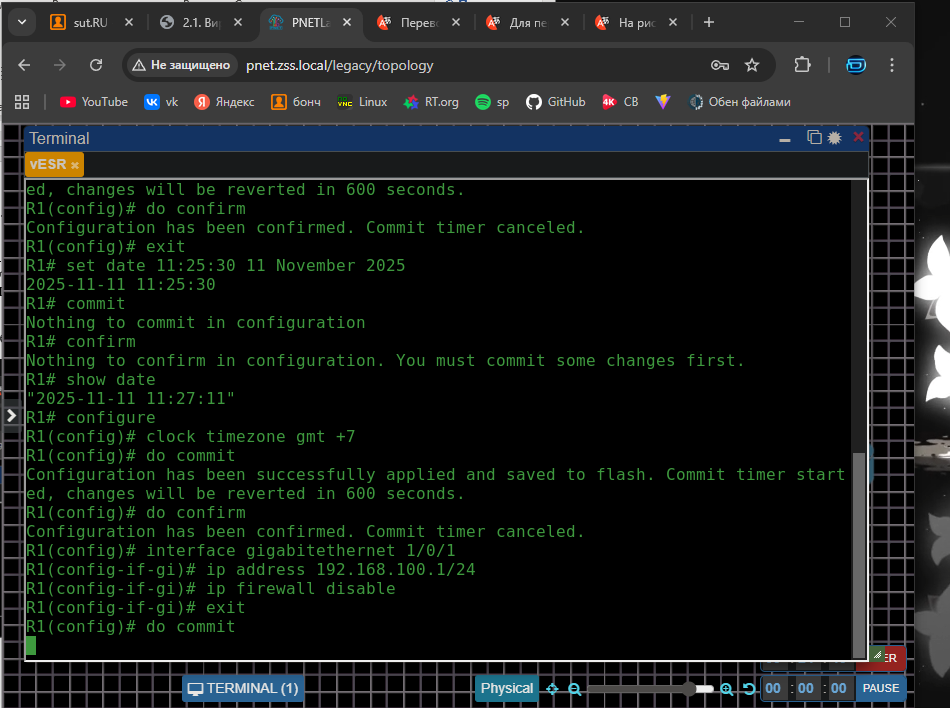 sut.RU
2.1. Вир
PNETLa
Перево
Для пе
На рис
Не защищено
pnet.zss.local/legacy/topology
YouTube
vk
Яндекс
бонч
Linux
RT.org
sp
GitHub
4K
СВ
Обен файлами
Terminal
vESR
ed, changes will be reverted in 600 seconds.
R1(config)# do confirm
Configuration has been confirmed. Commit timer canceled.
R1(config)# exit
R1# set date 11:25:30 11 November 2025
2025-11-11 11:25:30
R1# commit
Nothing to commit in configuration
R1# confirm
Nothing to confirm in configuration. You must commit some changes first.
R1# show date
"2025-11-11 11:27:11"
R1# configure
R1(config)# clock timezone gmt +7
R1(config)# do commit
Configuration has been successfully applied and saved to flash. Commit timer start
ed, changes will be reverted in 600 seconds.
R1(config)# do confirm
Configuration has been confirmed. Commit timer canceled.
R1(config)# interface gigabitethernet 1/0/1
R1(config-if-gi)# ip address 192.168.100.1/24
R1(config-if-gi)# ip firewall disable
R1(config-if-gi)# exit
R1(config)# do commit
TERMINAL (1)
Physical
00 : 00 : 00
PAUSE